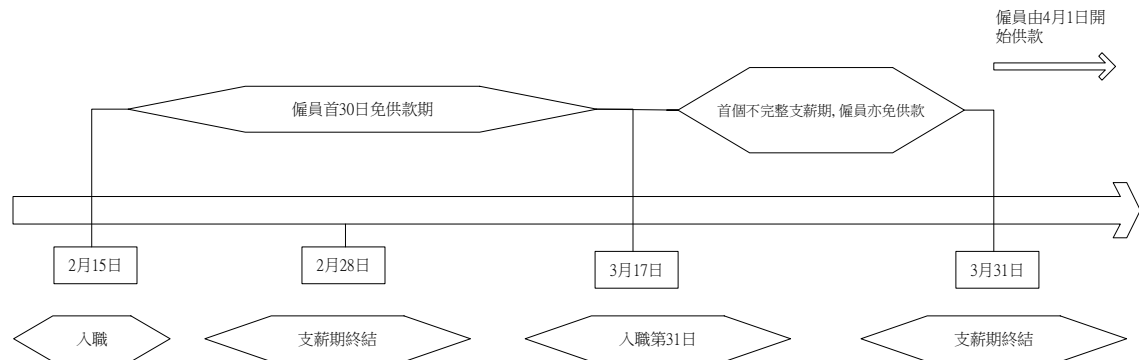 僱員由4月1日開
始供款
僱員首30日免供款期
首個不完整支薪期, 僱員亦免供款
2月15日
2月28日
3月17日
3月31日
入職
支薪期終結
入職第31日
支薪期終結